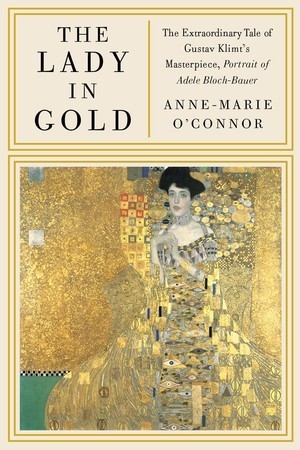 THE
LADY
IN
GOLD
The Extraordinary Tale of
Gustav Klimt's
Masterpiece, Portrait of
Adele Bloch-Bauer
ANNE-MARIE
O'CONNOR